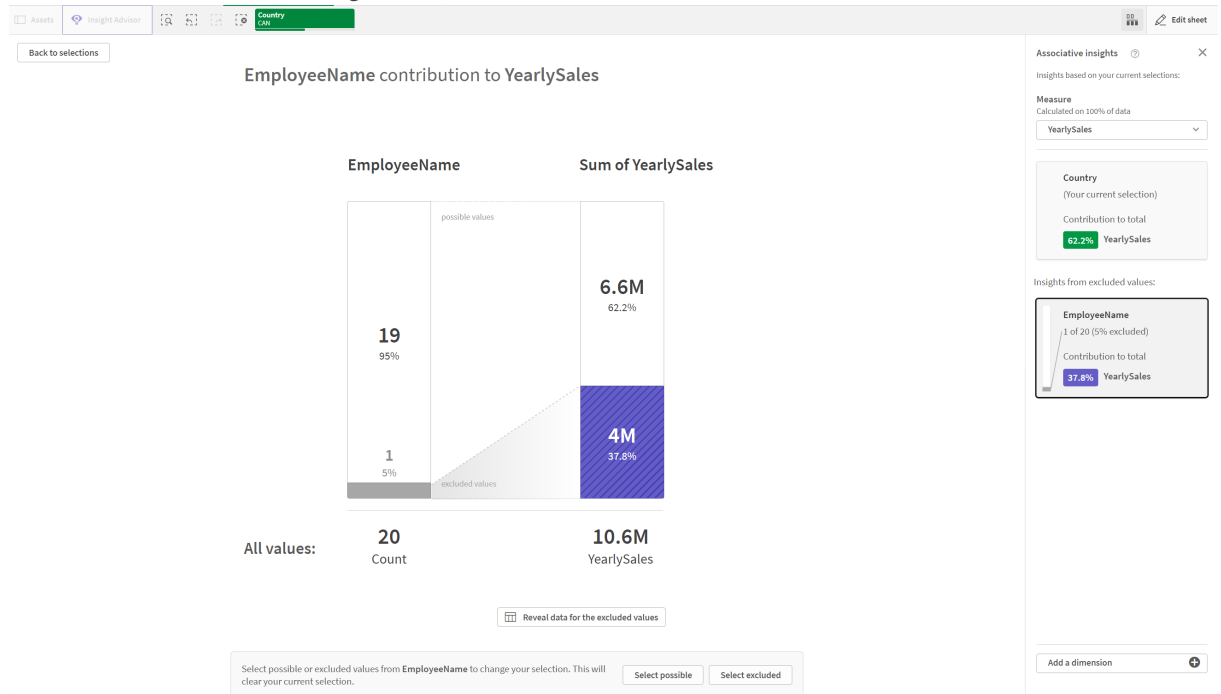 Assets
Insight Advisor
Country
CAN
Edit sheet
Back to selections
EmployeeName contribution to YearlySales
EmployeeName
Sum of YearlySales
possible values
6.6M
62.2%
19
95%
4M
37.8%
1
5%
excluded values
All values:
20
Count
10.6M
YearlySales
Reveal data for the excluded values
Select possible or excluded values from EmployeeName to change your selection. This will
clear your current selection.
Select possible
Select excluded
Associative insights
Insights based on your current selections:
Measure
Calculated on 100% of data
YearlySales
Country
(Your current selection)
Contribution to total
62.2% YearlySales
Insights from excluded values:
EmployeeName
1 of 20 (5% excluded)
Contribution to total
37.8% YearlySales
Add a dimension